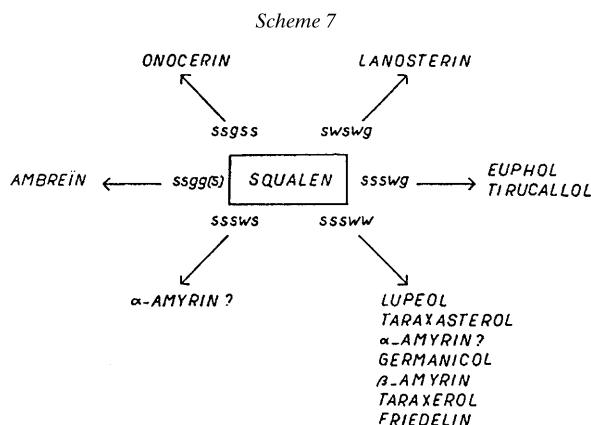 Scheme 7
ONOCERIN
LANOSTERIN
ssgss
swswg
AMBREÏN
ssgg(s)
SQUALEN
ssswg
EUPHOL
TIRUCALLOL
sssws
sssww
α-AMYRIN ?
LUPEOL
TARAXASTEROL
α-AMYRIN ?
GERMANICOL
β-AMYRIN
TARAXEROL
FRIEDELIN